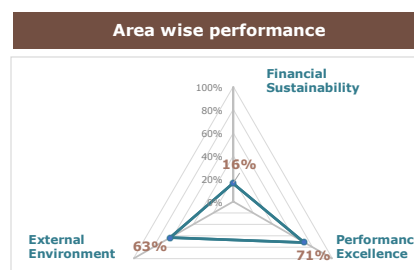 Area wise performance
Financial
Sustainability
100%
80%
60%
40%
16%
20%
0%
External
Environment
63%
71%
Performanc
Excellence